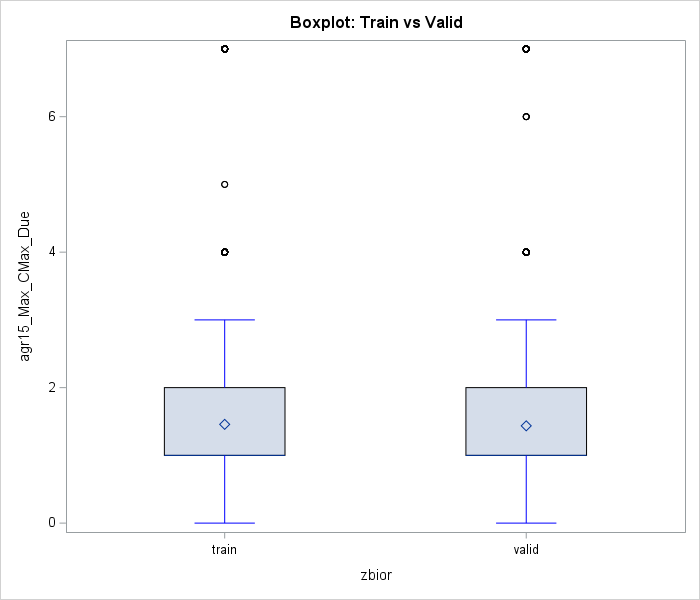 Boxplot: Train vs Valid
agr15_Max_CMax_Due
6
4
2
0
train
valid
zbior